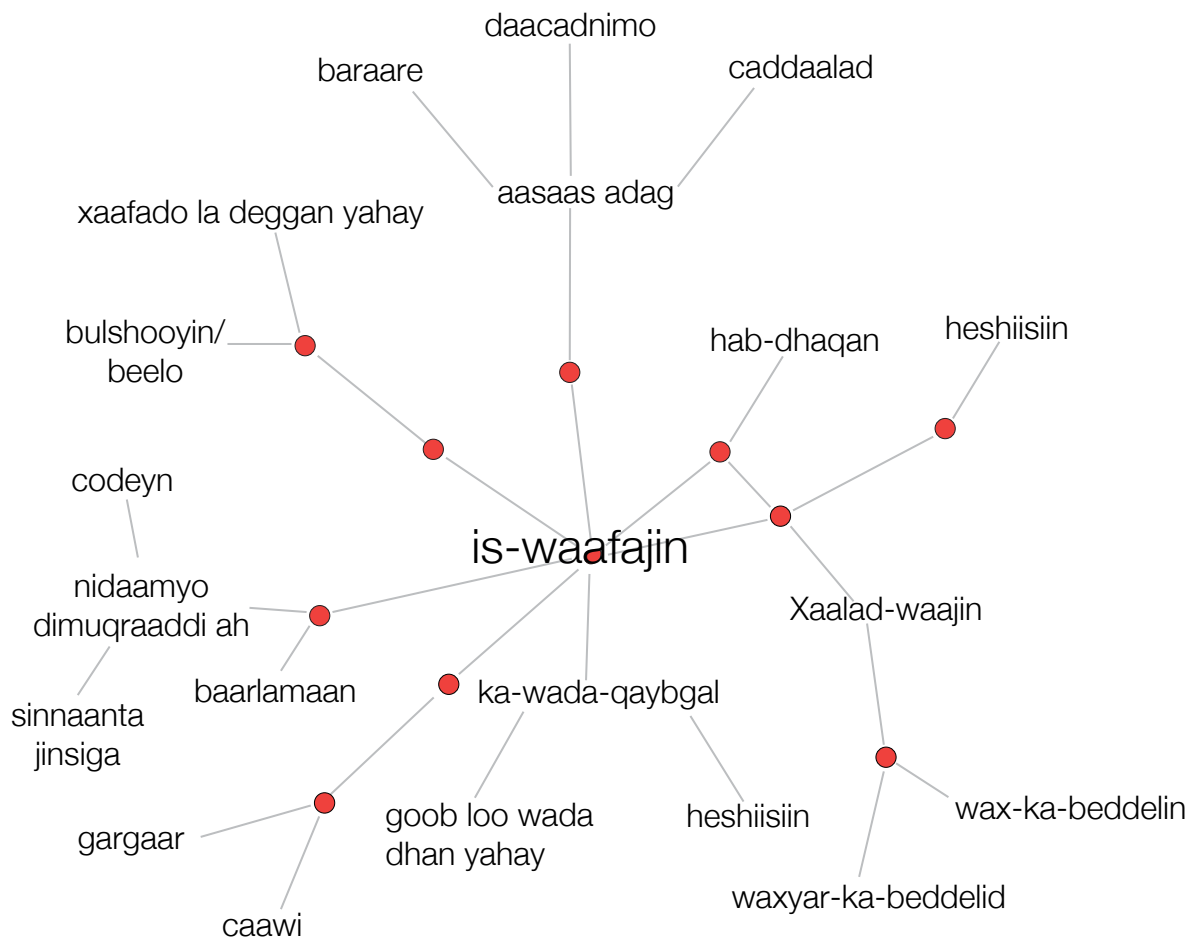 daacadnimo
baraare
caddaalad
aasaas adag
xaafado la deggan yahay
bulshooyin/
beelo
hab-dhaqan
heshiisiin
codeyn
is-waafajin
nidaamyo
dimuqraaddi ah
Xaalad-waajin
baarlamaan
ka-wada-qaybgal
sinnaanta
jinsiga
goob loo wada
dhan yahay
heshiisiin
wax-ka-beddelin
gargaar
waxyar-ka-beddelid
caawi